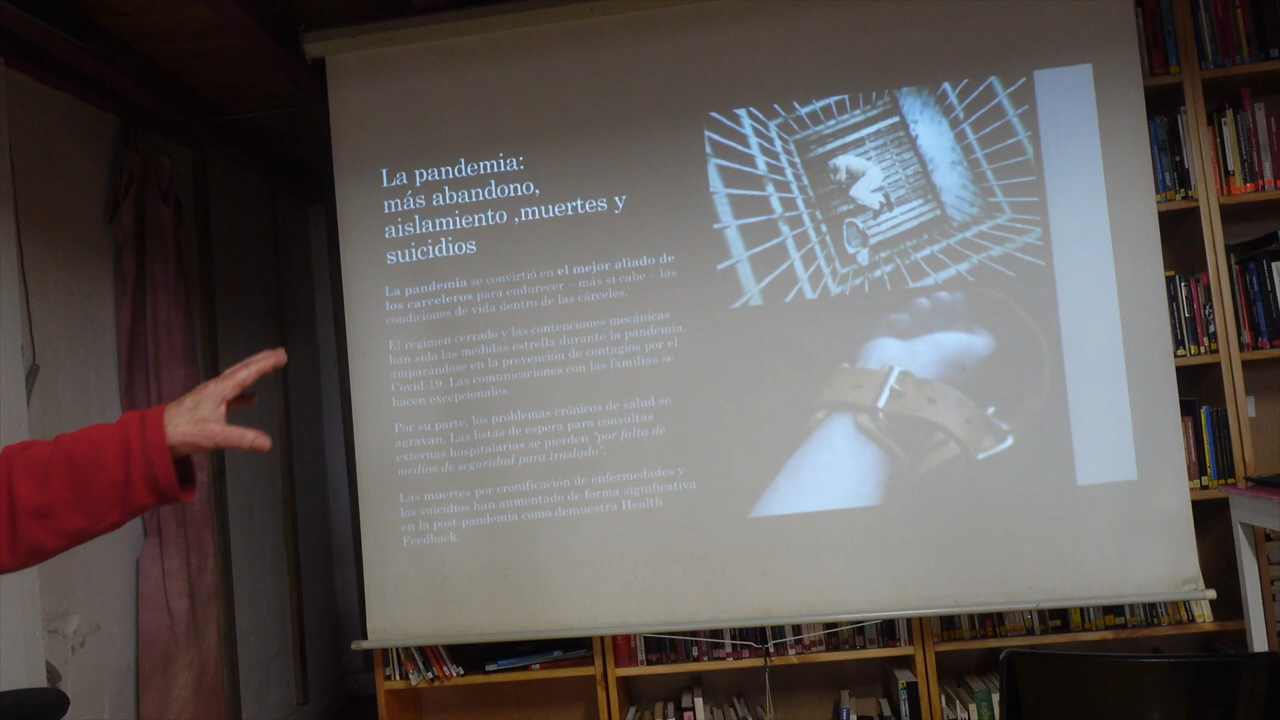 La pandemia:
más abandono,
aislamiento ,muertes y
suicidios
La pandemia se convirtió en el mejor aliado de
los carceleros para endurecer – más si cabe – las
condiciones de vida dentro de las cárceles.
El régimen cerrado y las contenciones mecánicas
han sido las medidas estrella durante la pandemia,
amparándose en la prevención de contagios por el
Covid-19. Las comunicaciones con las familias se
hacen excepcionales.
Por su parte, los problemas crónicos de salud se
agravan. Las listas de espera para consultas
externas hospitalarias se pierden "por falta de
medios de seguridad para traslado".
Las muertes por cronificación de enfermedades y
los suicidios han aumentado de forma significativa
en la post-pandemia como demuestra Health
Feedback.